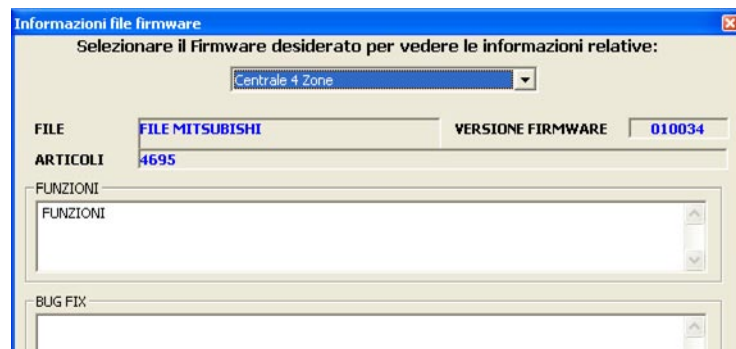 Informazioni file firmware
Selezionare il Firmware desiderato per vedere le informazioni relative:
Centrale 4 Zone
FILE FILE MITSUBISHI VERSIONE FIRMWARE 010034
ARTICOLI 4695
FUNZIONI
FUNZIONI
BUG FIX